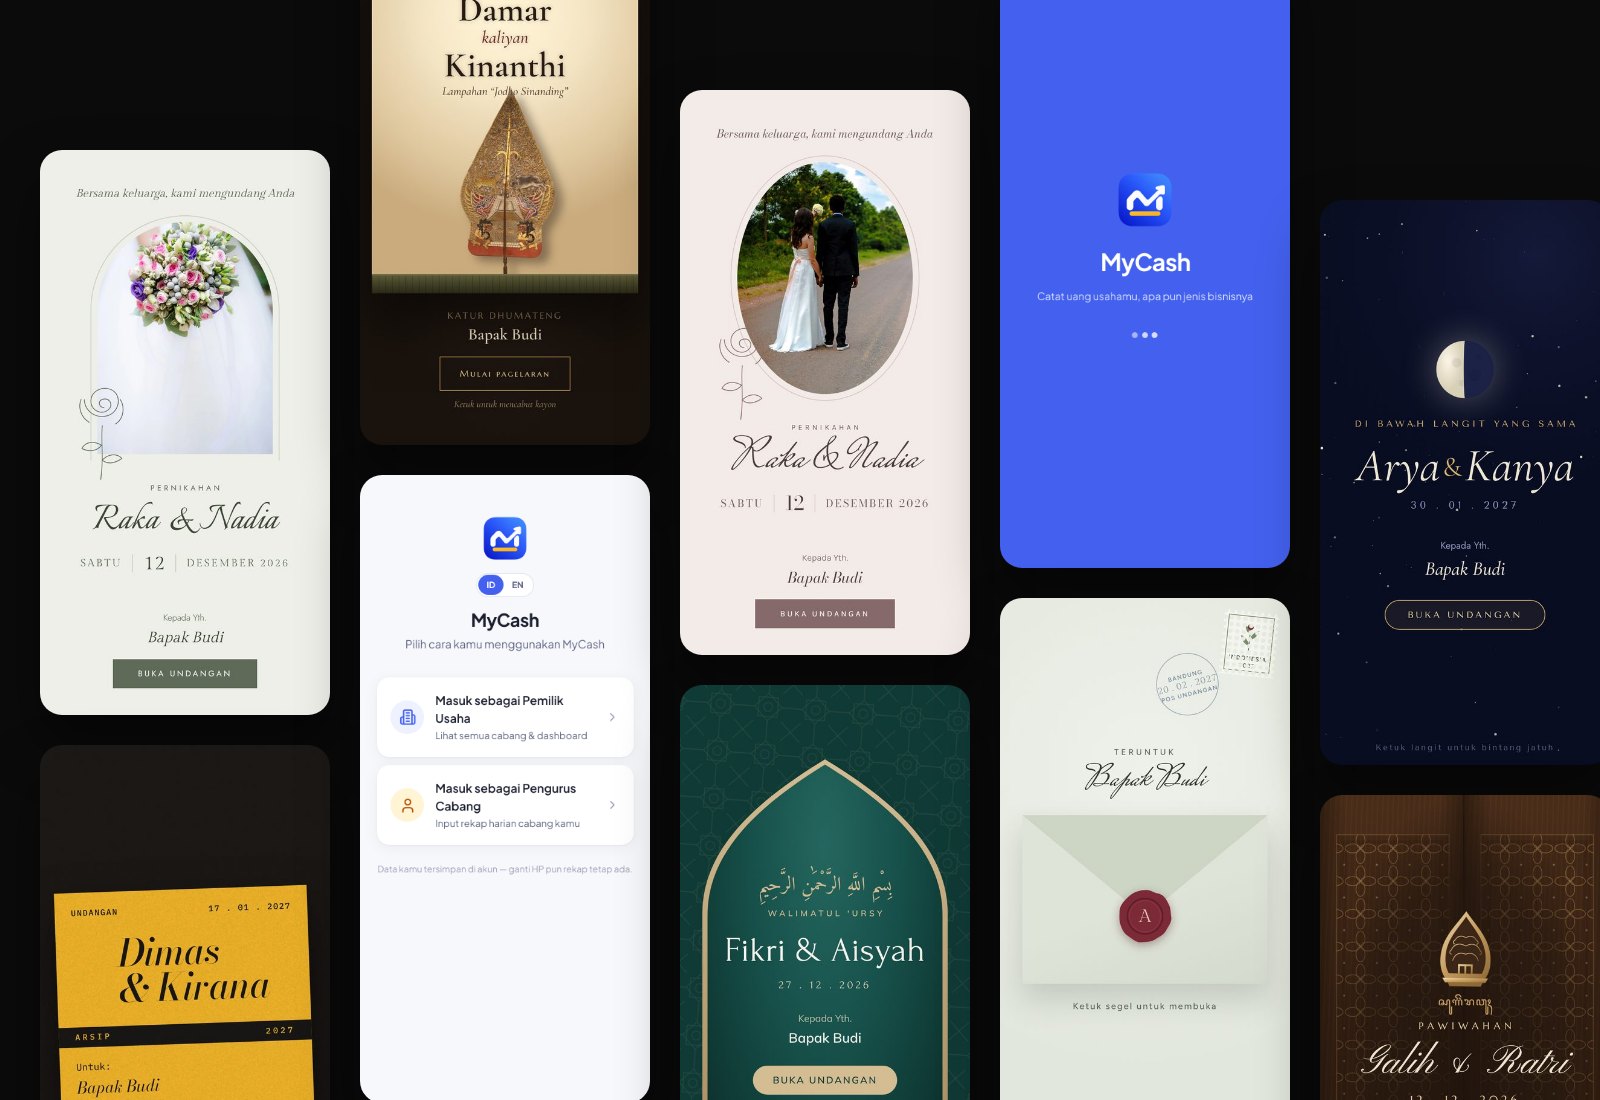 Bersama keluarga, kami mengundang Anda
PERNIKAHAN
Raka & Nadia
SABTU 12 DESEMBER 2026
Kepada Yth.
Bapak Budi
BUKA UNDANGAN
UNDANGAN 17 . 01 . 2027
Dimas
& Kirana
ARSIP 2027
Untuk:
Bapak Budi
Damar
kaliyan
Kinanthi
Lampahan “Jodho Sinanding”
KATUR DHUMATENG
Bapak Budi
MULAI PAGELARAN
Ketuk untuk mencabut kayon
ID EN
MyCash
Pilih cara kamu menggunakan MyCash
Masuk sebagai Pemilik
Usaha
Lihat semua cabang & dashboard
Masuk sebagai Pengurus
Cabang
Input rekap harian cabang kamu
Data kamu tersimpan di akun — ganti HP pun rekap tetap ada.
Bersama keluarga, kami mengundang Anda
PERNIKAHAN
Raka & Nadia
SABTU 12 DESEMBER 2026
Kepada Yth.
Bapak Budi
BUKA UNDANGAN
بِسْمِ اللَّهِ الرَّحْمَٰنِ الرَّحِيمِ
WALIMATUL 'URSY
Fikri & Aisyah
27 . 12 . 2026
Kepada Yth.
Bapak Budi
BUKA UNDANGAN
MyCash
Catat uang usahamu, apa pun jenis bisnisnya
INDONESIA
BANDUNG
20 . 02 . 2027
POS UNDANGAN
TERUNTUK
Bapak Budi
A
Ketuk segel untuk membuka
DI BAWAH LANGIT YANG SAMA
Arya & Kanya
30 . 01 . 2027
Kepada Yth.
Bapak Budi
BUKA UNDANGAN
Ketuk langit untuk bintang jatuh
PAWIWAHAN
Galih & Ratri